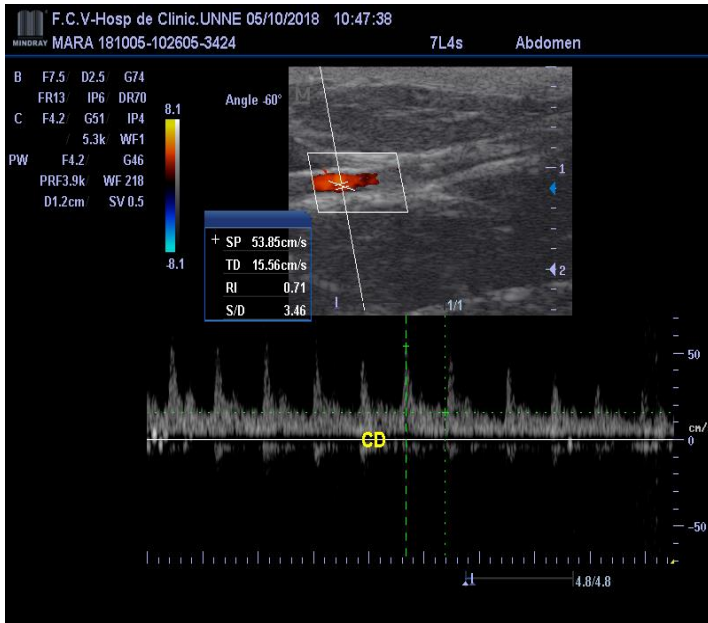 F.C.V-Hosp de Clinic.UNNE 05/10/2018 10:47:38
MINDRAY MARA 181005-102605-3424 7L4s Abdomen
B F7.5/ D2.5/ G74
FR13/ IP6/ DR70
C F4.2/ G51/ IP4
/ 5.3k/ WF1
PW F4.2/ G46
PRF3.9k/ WF 218
D1.2cm/ SV 0.5
8.1
-8.1
Angle -60°
M
1
2
1/1
+ SP 53.85cm/s
TD 15.56cm/s
RI 0.71
S/D 3.46
50
cm/
0
-50
CD
4.8/4.8